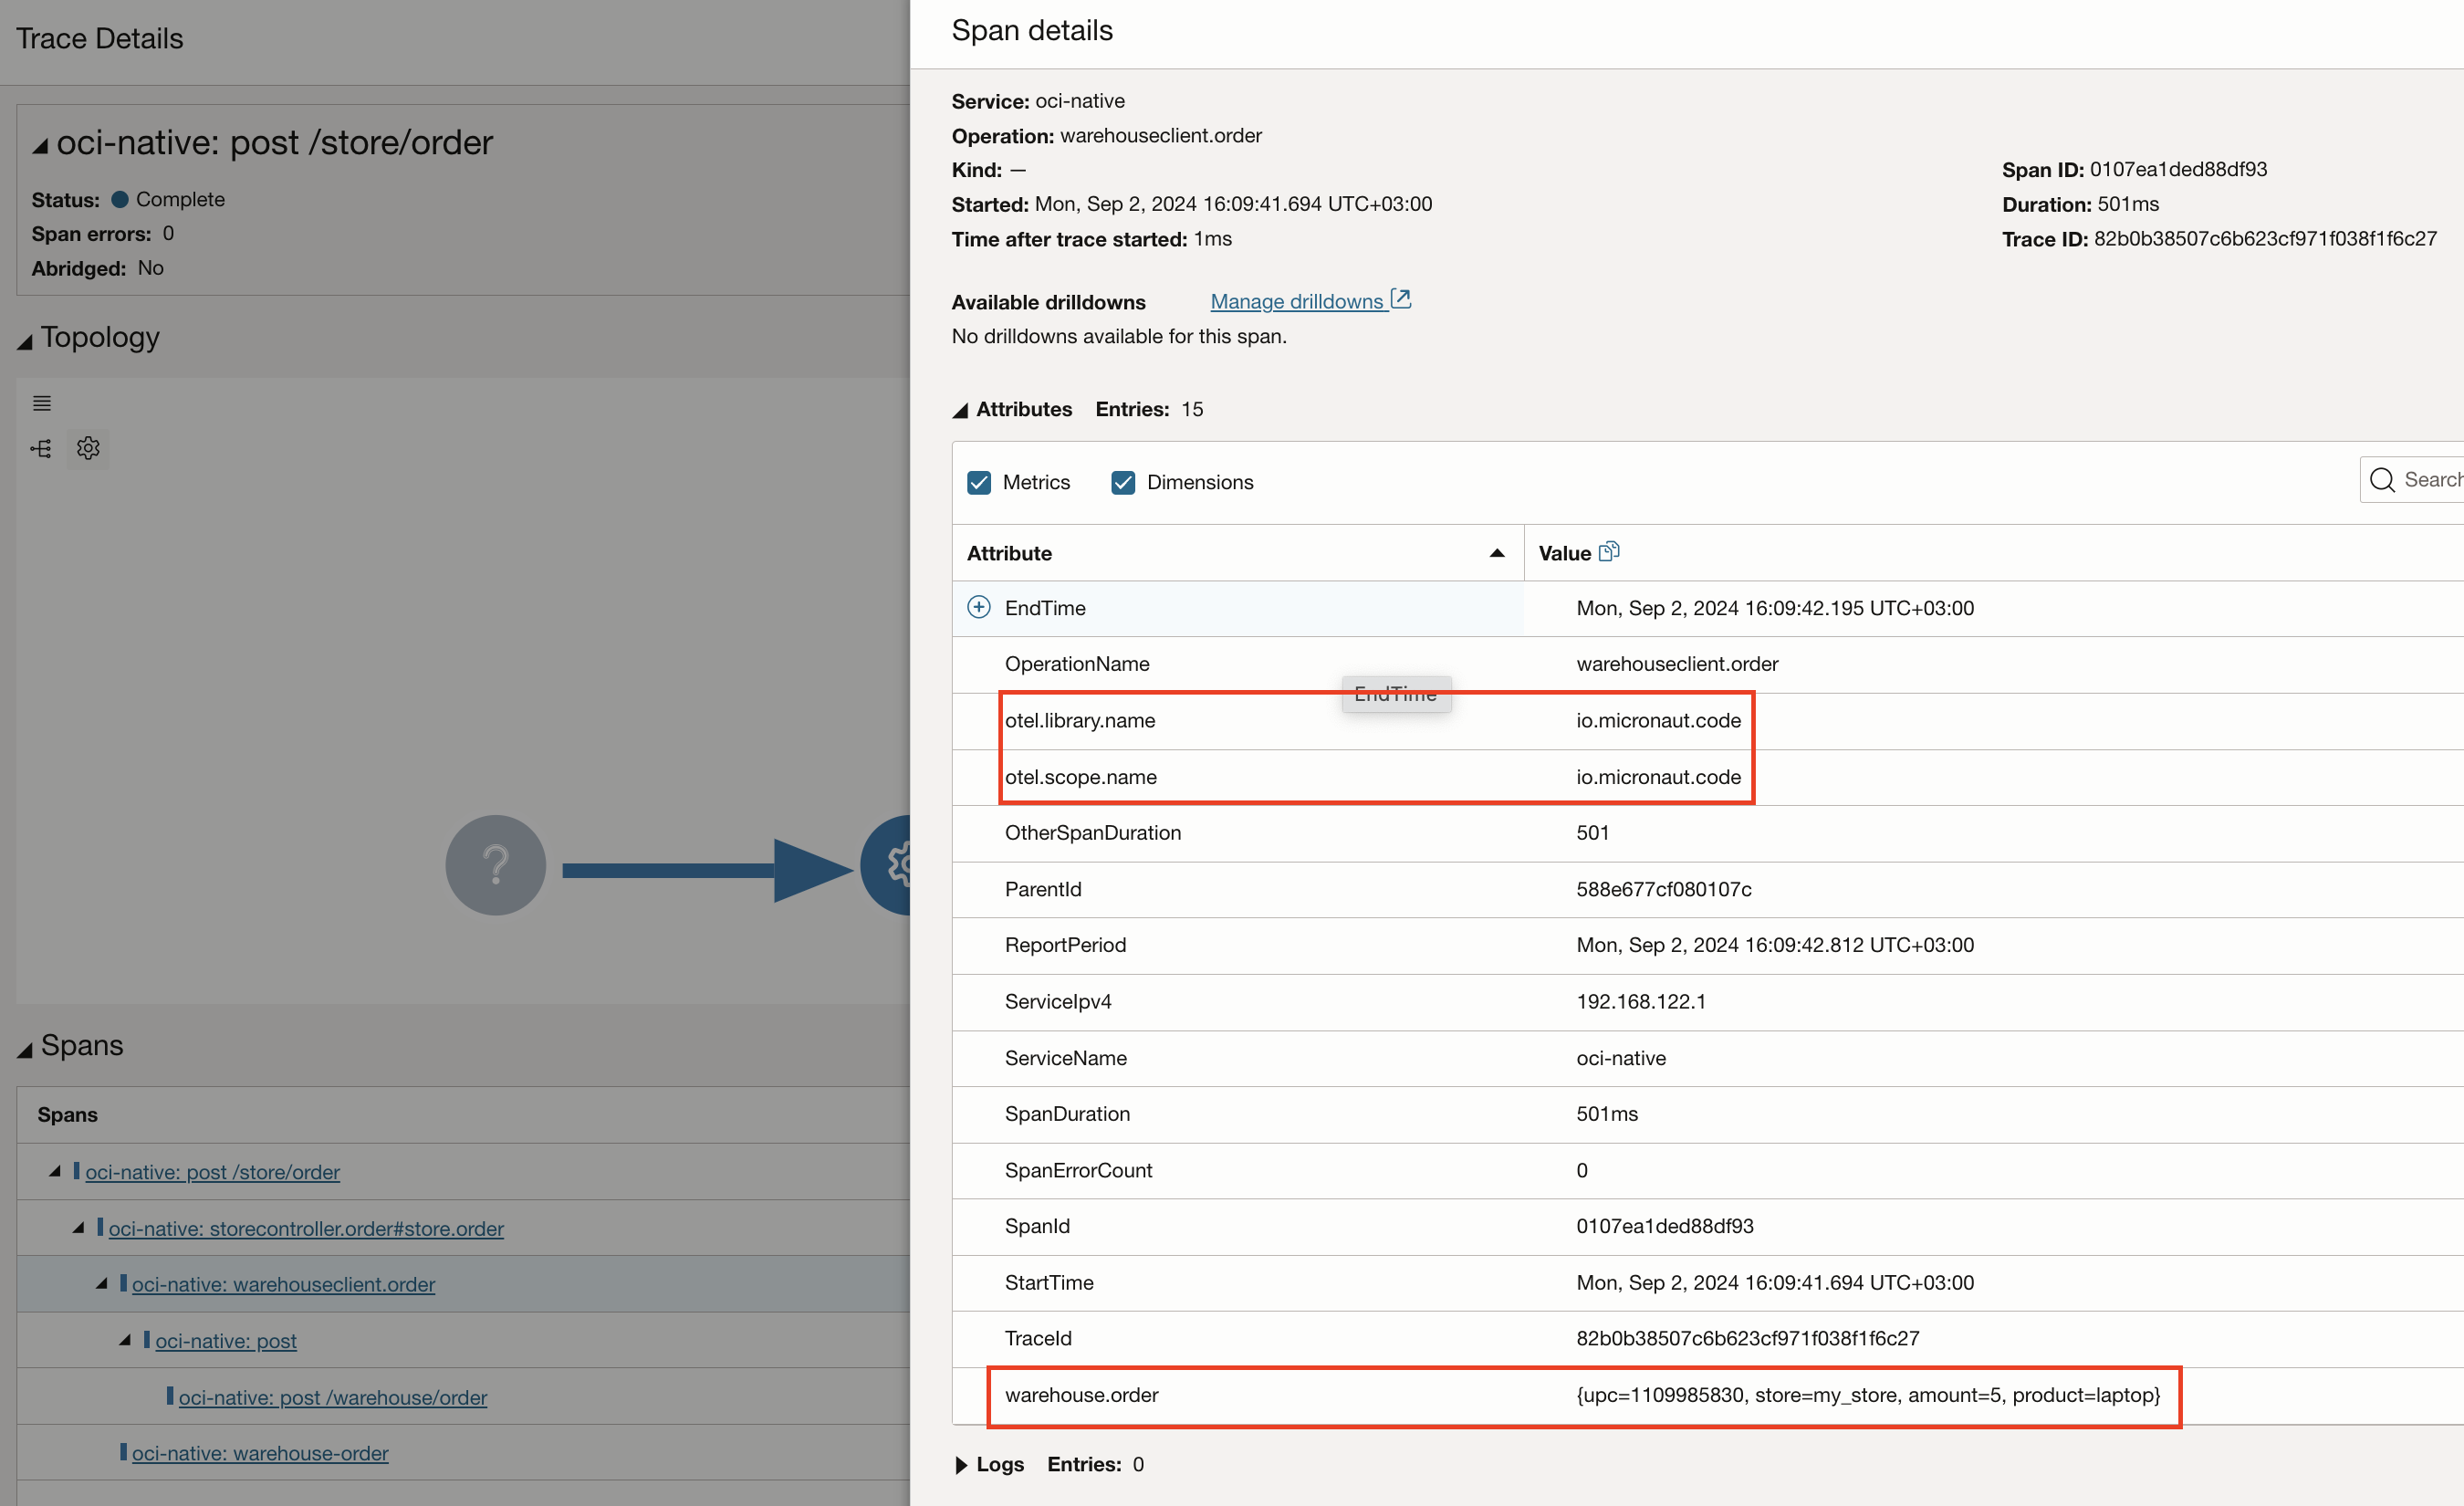 Trace Details
oci-native: post /store/order
Status: Complete
Span errors: 0
Abridged: No
Topology
?
Spans
Spans
oci-native: post /store/order
oci-native: storecontroller.order#store.order
oci-native: warehouseclient.order
oci-native: post
oci-native: post /warehouse/order
oci-native: warehouse-order
Span details
Service: oci-native
Operation: warehouseclient.order
Kind: —
Started: Mon, Sep 2, 2024 16:09:41.694 UTC+03:00
Time after trace started: 1ms
Span ID: 0107ea1ded88df93
Duration: 501ms
Trace ID: 82b0b38507c6b623cf971f038f1f6c27
Available drilldowns Manage drilldowns
No drilldowns available for this span.
Attributes Entries: 15
Metrics Dimensions Search
Attribute Value
EndTime Mon, Sep 2, 2024 16:09:42.195 UTC+03:00
OperationName warehouseclient.order
EndTime
otel.library.name io.micronaut.code
otel.scope.name io.micronaut.code
OtherSpanDuration 501
ParentId 588e677cf080107c
ReportPeriod Mon, Sep 2, 2024 16:09:42.812 UTC+03:00
ServiceIpv4 192.168.122.1
ServiceName oci-native
SpanDuration 501ms
SpanErrorCount 0
SpanId 0107ea1ded88df93
StartTime Mon, Sep 2, 2024 16:09:41.694 UTC+03:00
TraceId 82b0b38507c6b623cf971f038f1f6c27
warehouse.order {upc=1109985830, store=my_store, amount=5, product=laptop}
Logs Entries: 0